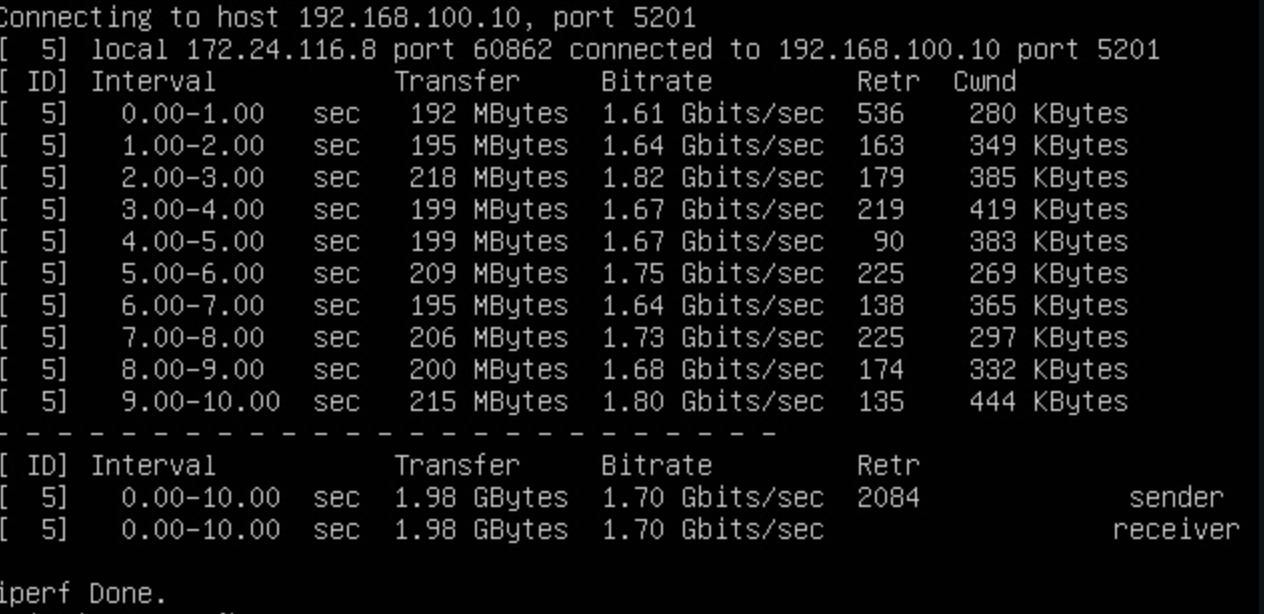 Connecting to host 192.168.100.10, port 5201
[  5] local 172.24.116.8 port 60862 connected to 192.168.100.10 port 5201
[ ID] Interval           Transfer     Bitrate         Retr  Cwnd
[  5]   0.00-1.00   sec   192 MBytes  1.61 Gbits/sec  536    280 KBytes
[  5]   1.00-2.00   sec   195 MBytes  1.64 Gbits/sec  163    349 KBytes
[  5]   2.00-3.00   sec   218 MBytes  1.82 Gbits/sec  179    385 KBytes
[  5]   3.00-4.00   sec   199 MBytes  1.67 Gbits/sec  219    419 KBytes
[  5]   4.00-5.00   sec   199 MBytes  1.67 Gbits/sec   90    383 KBytes
[  5]   5.00-6.00   sec   209 MBytes  1.75 Gbits/sec  225    269 KBytes
[  5]   6.00-7.00   sec   195 MBytes  1.64 Gbits/sec  138    365 KBytes
[  5]   7.00-8.00   sec   206 MBytes  1.73 Gbits/sec  225    297 KBytes
[  5]   8.00-9.00   sec   200 MBytes  1.68 Gbits/sec  174    332 KBytes
[  5]   9.00-10.00  sec   215 MBytes  1.80 Gbits/sec  135    444 KBytes
- - - - - - - - - - - - - - - - - - - - - - - - -
[ ID] Interval           Transfer     Bitrate         Retr
[  5]   0.00-10.00  sec  1.98 GBytes  1.70 Gbits/sec  2084             sender
[  5]   0.00-10.00  sec  1.98 GBytes  1.70 Gbits/sec                  receiver
iperf Done.